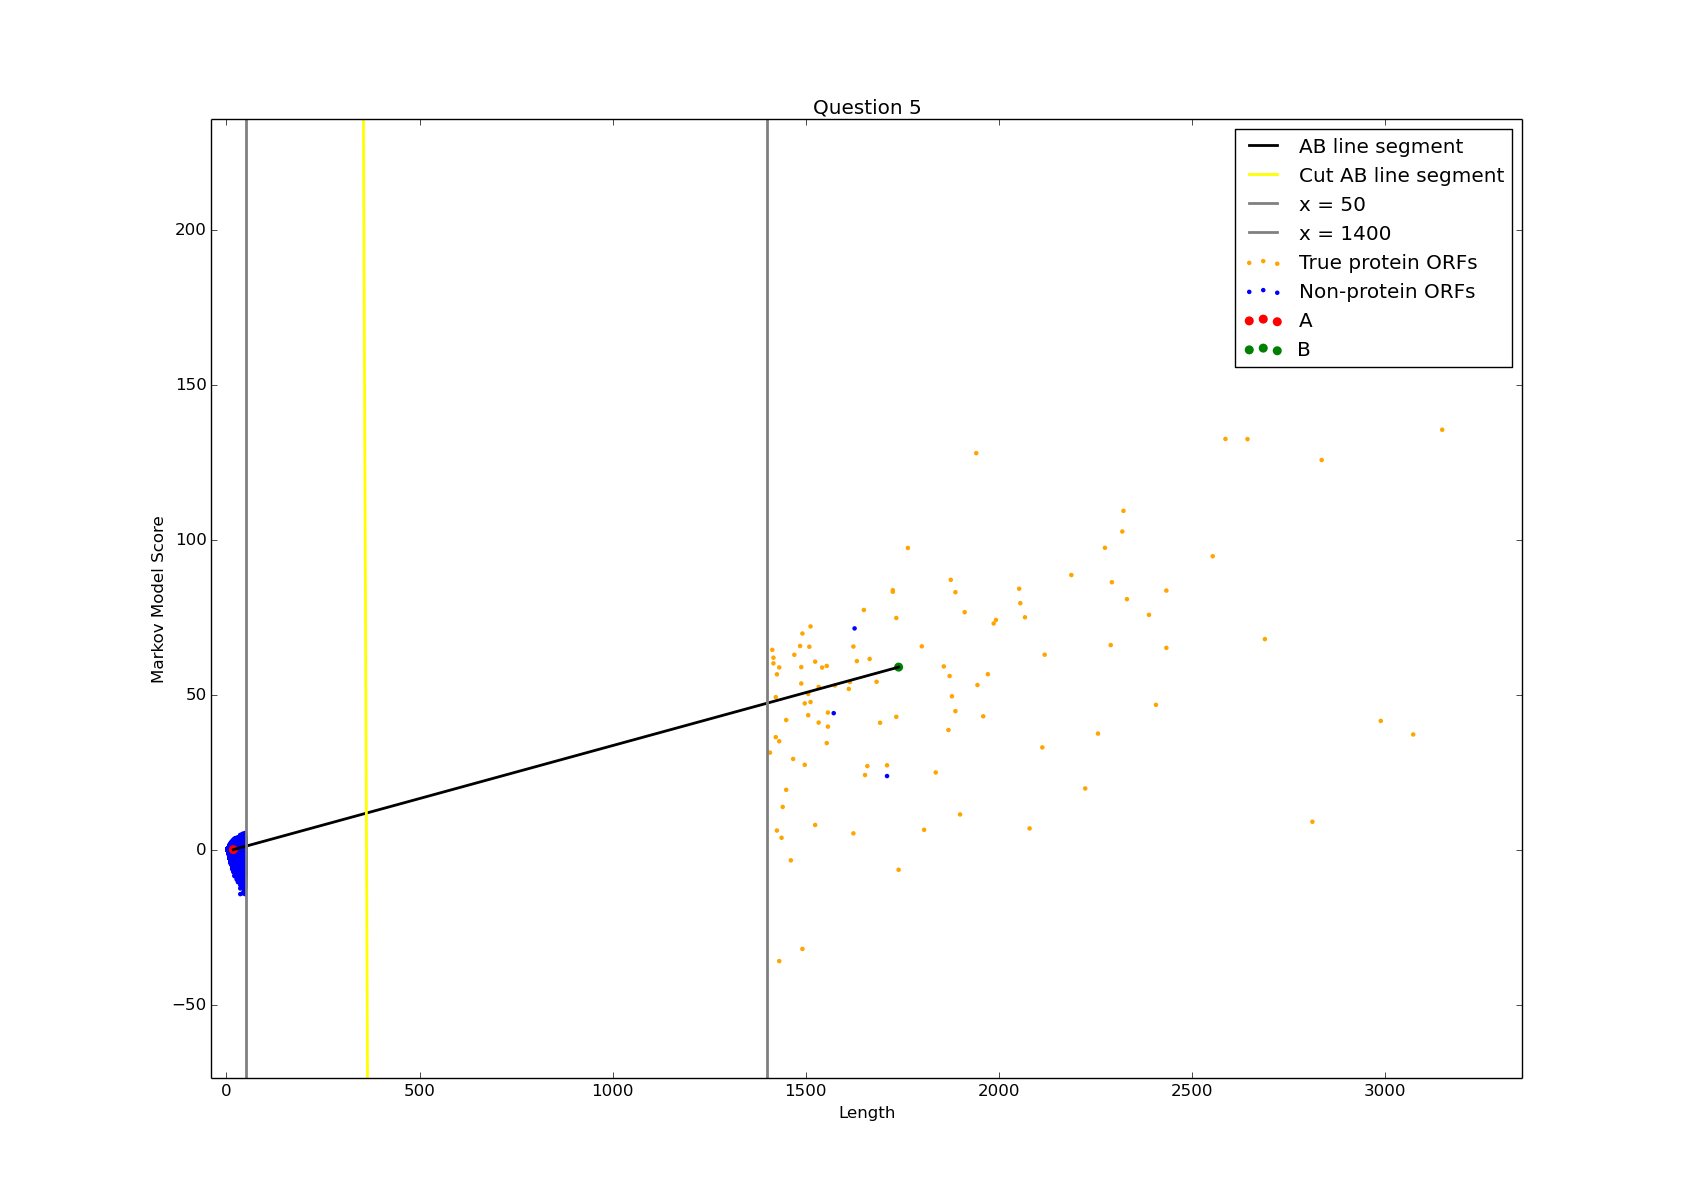 Question 5
AB line segment
Cut AB line segment
x = 50
x = 1400
True protein ORFs
Non-protein ORFs
A
B
200
150
100
50
0
−50
Markov Model Score
0 500 1000 1500 2000 2500 3000
Length